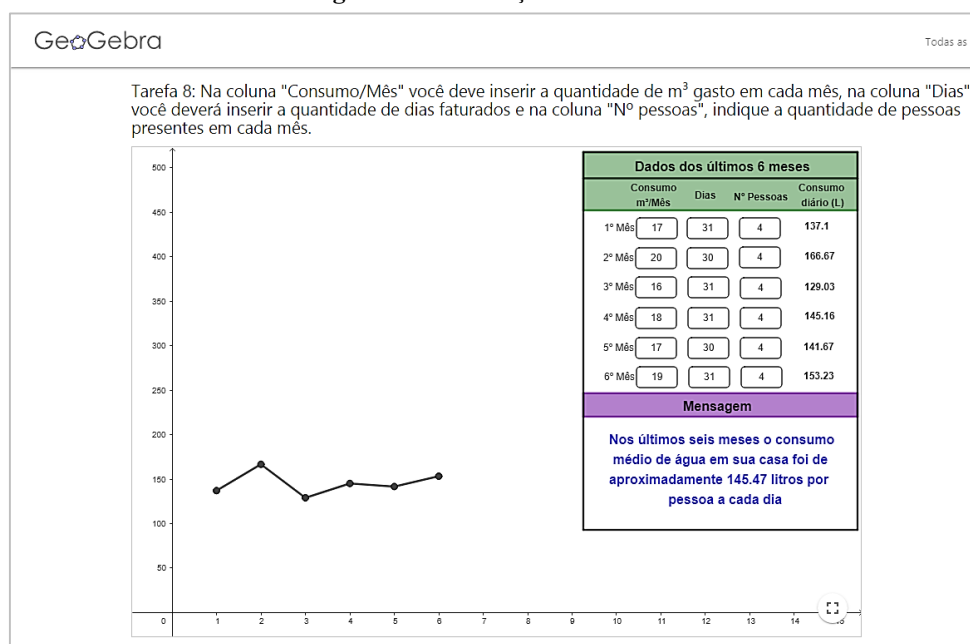 GeoGebra
Todas as
Tarefa 8: Na coluna "Consumo/Mês" você deve inserir a quantidade de m³ gasto em cada mês, na coluna "Dias"
você deverá inserir a quantidade de dias faturados e na coluna "Nº pessoas", indique a quantidade de pessoas
presentes em cada mês.
Dados dos últimos 6 meses
Consumo m³/Mês Dias Nº Pessoas Consumo diário (L)
1º Mês 17 31 4 137.1
2º Mês 20 30 4 166.67
3º Mês 16 31 4 129.03
4º Mês 18 31 4 145.16
5º Mês 17 30 4 141.67
6º Mês 19 31 4 153.23
Mensagem
Nos últimos seis meses o consumo
médio de água em sua casa foi de
aproximadamente 145.47 litros por
pessoa a cada dia
500
450
400
350
300
250
200
150
100
50
0 1 2 3 4 5 6 7 8 9 10 11 12 13 14